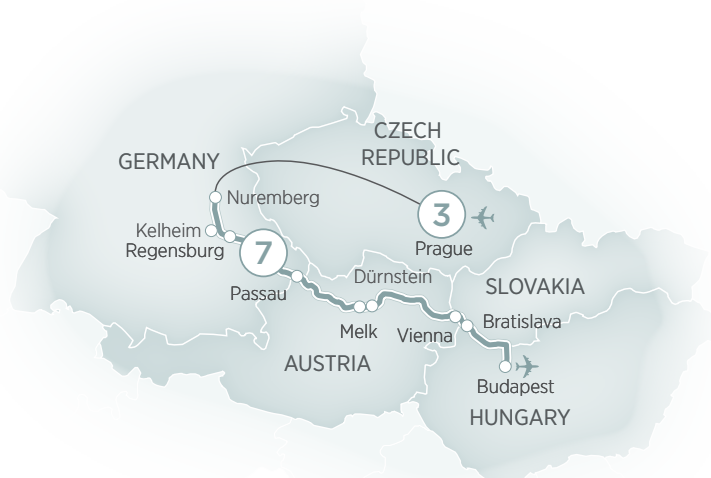 CZECH
REPUBLIC
GERMANY
Nuremberg
3
Kelheim
Regensburg
7
Prague
Dürnstein
SLOVAKIA
Passau
Melk
Vienna
Bratislava
AUSTRIA
Budapest
HUNGARY